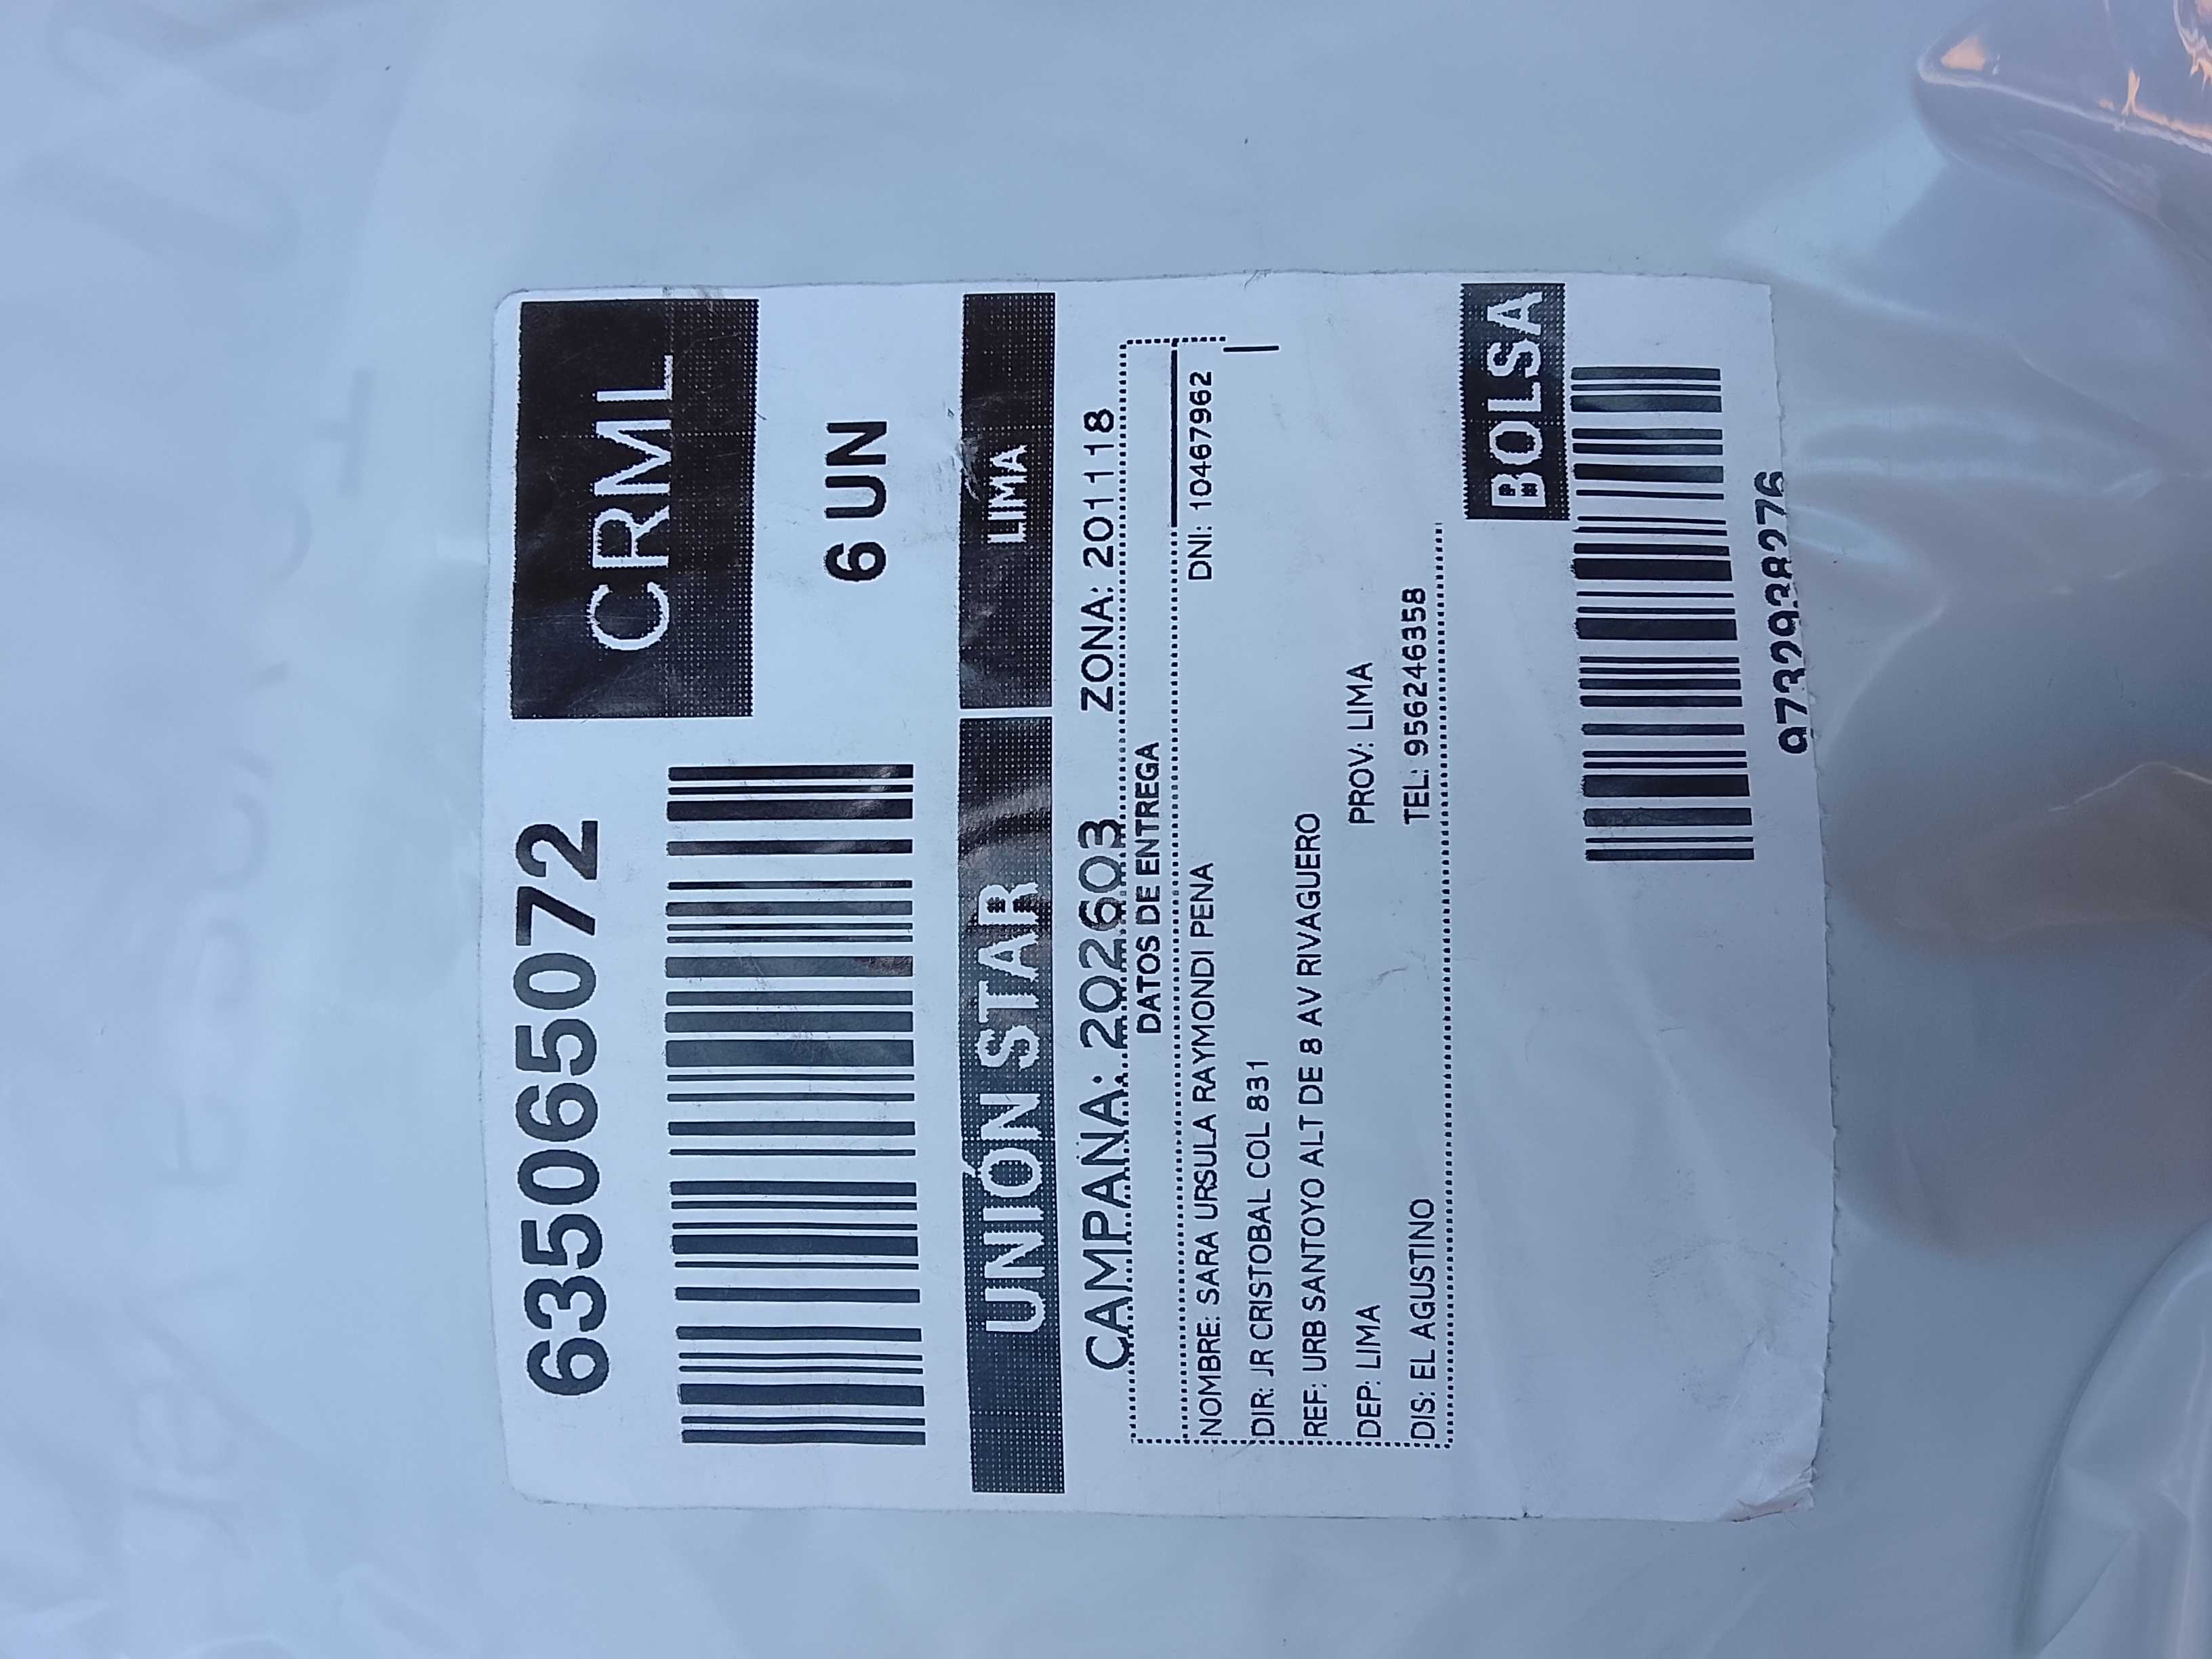 635065072
CRML
6 UN
UNIÓN STAR
LIMA
CAMPAÑA: 202603 ZONA: 201118
DATOS DE ENTREGA
NOMBRE: SARA URSULA RAYMONDI PENA DNI: 10467962
DIR: JR CRISTOBAL COL 831
REF: URB SANTOYO ALT DE 8 AV RIVAGUERO
DEP: LIMA PROV: LIMA
DIS: EL AGUSTINO TEL: 956246358
BOLSA
9732938276